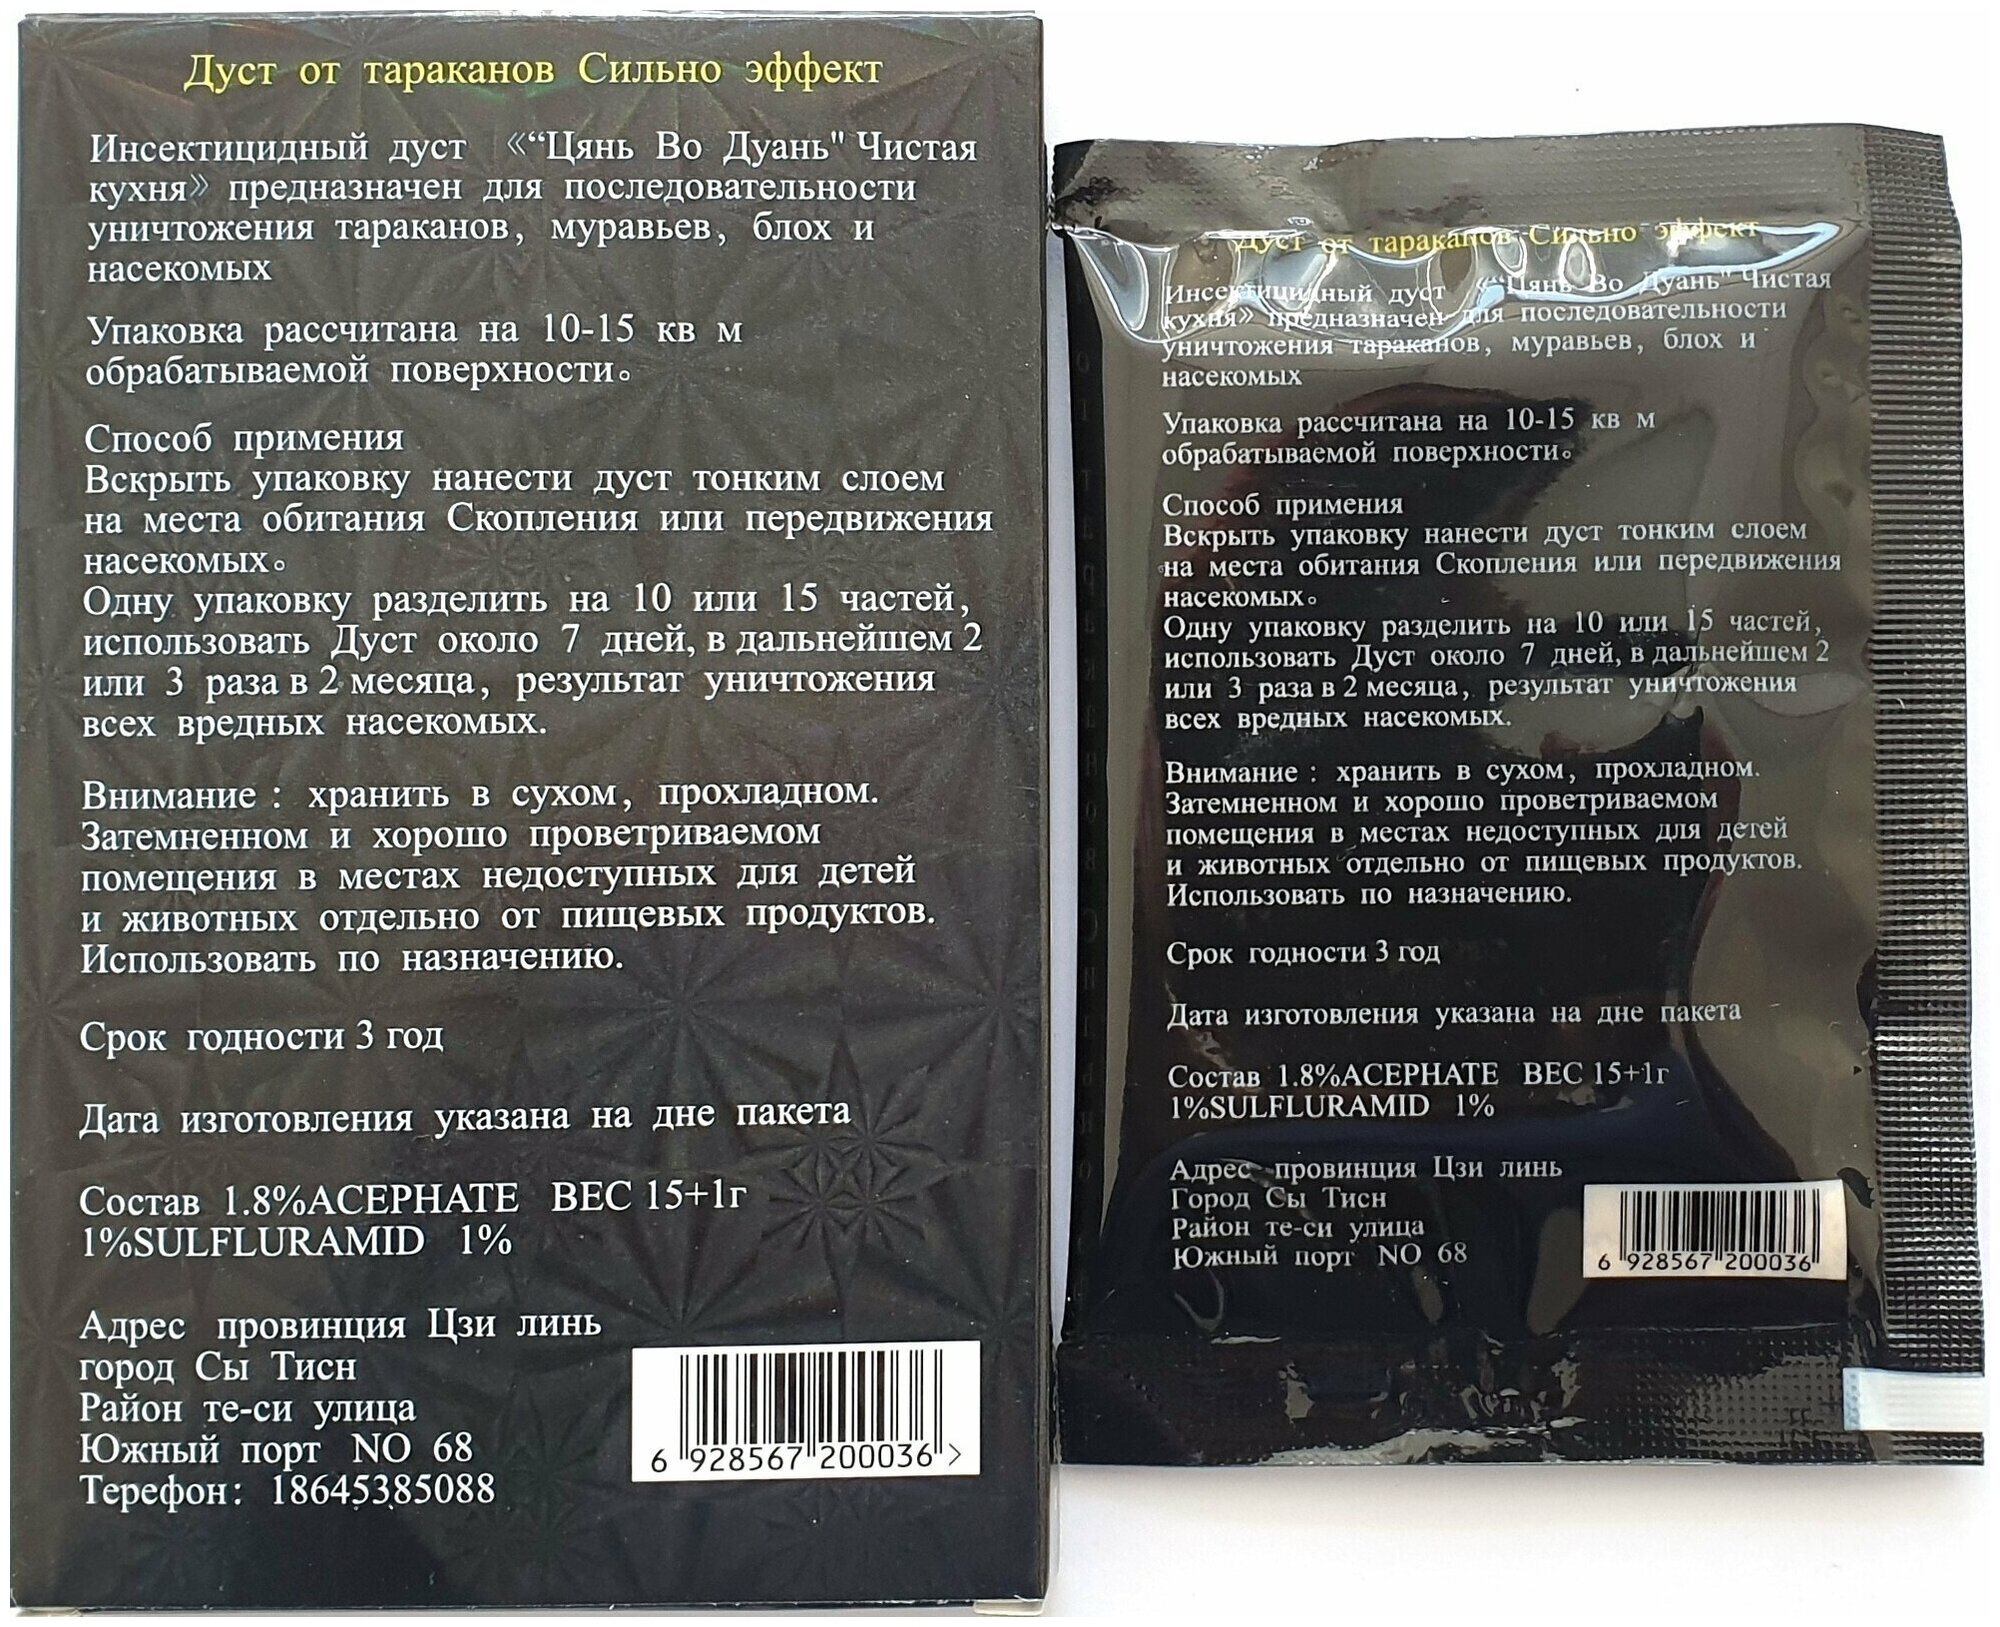 Дуст от тараканов Сильно эффект
Инсектицидный дуст «“Цянь Во Дуань" Чистая
кухня» предназначен для последовательности
уничтожения тараканов, муравьев, блох и
насекомых
Упаковка рассчитана на 10-15 кв м
обрабатываемой поверхности。
Способ примения
Вскрыть упаковку нанести дуст тонким слоем
на места обитания Скопления или передвижения
насекомых。
Одну упаковку разделить на 10 или 15 частей,
использовать Дуст около 7 дней, в дальнейшем 2
или 3 раза в 2 месяца, результат уничтожения
всех вредных насекомых.
Внимание : хранить в сухом, прохладном.
Затемненном и хорошо проветриваемом
помещения в местах недоступных для детей
и животных отдельно от пищевых продуктов.
Использовать по назначению.
Срок годности 3 год
Дата изготовления указана на дне пакета
Состав 1.8%ACEPHATE ВЕС 15+1г
1%SULFLURAMID 1%
Адрес провинция Цзи линь
город Сы Тисн
Район те-си улица
Южный порт NO 68
Терефон: 18645385088
6 928567 200036 >
Дуст от тараканов Сильно эффект
Инсектицидный дуст «“Цянь Во Дуань" Чистая
кухня» предназначен для последовательности
уничтожения тараканов, муравьев, блох и
насекомых
Упаковка рассчитана на 10-15 кв м
обрабатываемой поверхности。
Способ примения
Вскрыть упаковку нанести дуст тонким слоем
на места обитания Скопления или передвижения
насекомых。
Одну упаковку разделить на 10 или 15 частей,
использовать Дуст около 7 дней, в дальнейшем 2
или 3 раза в 2 месяца, результат уничтожения
всех вредных насекомых.
Внимание : хранить в сухом, прохладном.
Затемненном и хорошо проветриваемом
помещения в местах недоступных для детей
и животных отдельно от пищевых продуктов.
Использовать по назначению.
Срок годности 3 год
Дата изготовления указана на дне пакета
Состав 1.8%ACEPHATE ВЕС 15+1г
1%SULFLURAMID 1%
Адрес провинция Цзи линь
Город Сы Тисн
Район те-си улица
Южный порт NO 68
6 928567 200036